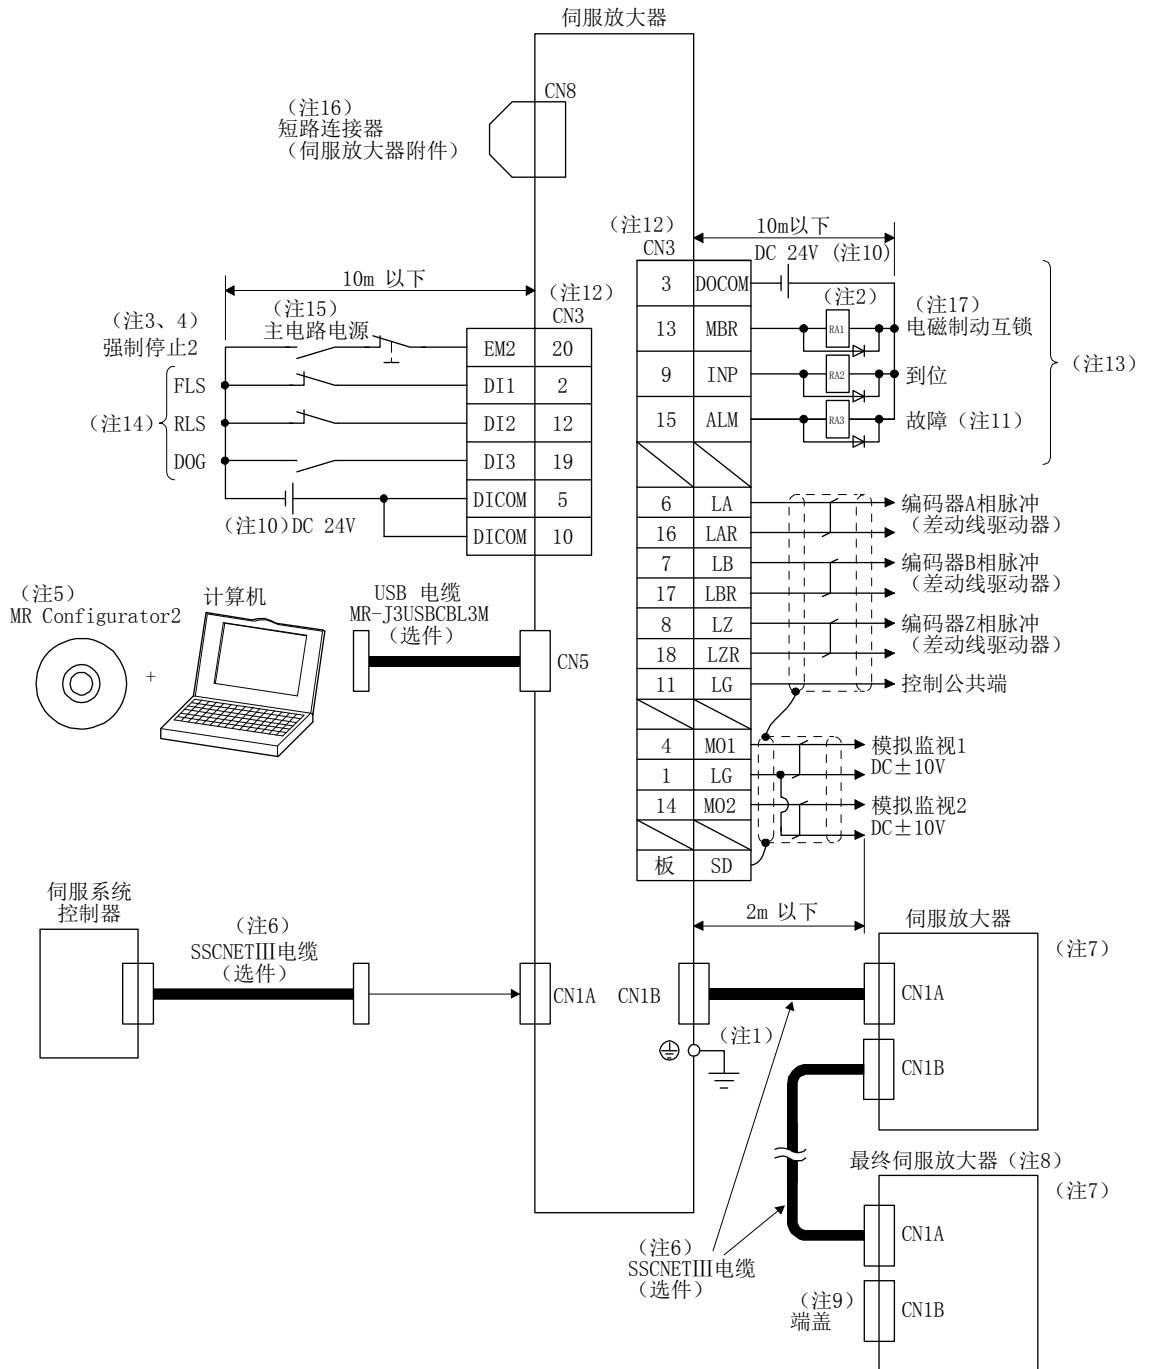 伺服放大器
CN8
（注16）
短路连接器
（伺服放大器附件）
（注12）
CN3
10m以下
DC 24V (注10)
3 DOCOM
13 MBR
9 INP
15 ALM
（注2）
RA1
RA2
RA3
（注17）
电磁制动互锁
到位
故障（注11）
（注13）
10m 以下
（注12）
CN3
（注15）
主电路电源
（注3、4）
强制停止2
（注14）
FLS
RLS
DOG
EM2 20
DI1 2
DI2 12
DI3 19
DICOM 5
DICOM 10
（注10）DC 24V
6 LA
16 LAR
7 LB
17 LBR
8 LZ
18 LZR
11 LG
编码器A相脉冲
（差动线驱动器）
编码器B相脉冲
（差动线驱动器）
编码器Z相脉冲
（差动线驱动器）
控制公共端
4 MO1
1 LG
14 MO2
板 SD
模拟监视1
DC±10V
模拟监视2
DC±10V
（注5）
MR Configurator2
+
计算机
USB 电缆
MR-J3USBCBL3M
（选件）
CN5
2m 以下
伺服系统
控制器
（注6）
SSCNETⅢ电缆
（选件）
CN1A
CN1B
（注1）
伺服放大器
（注7）
CN1A
CN1B
最终伺服放大器（注8）
（注7）
CN1A
（注6）
SSCNETⅢ电缆
（选件）
（注9）
端盖
CN1B